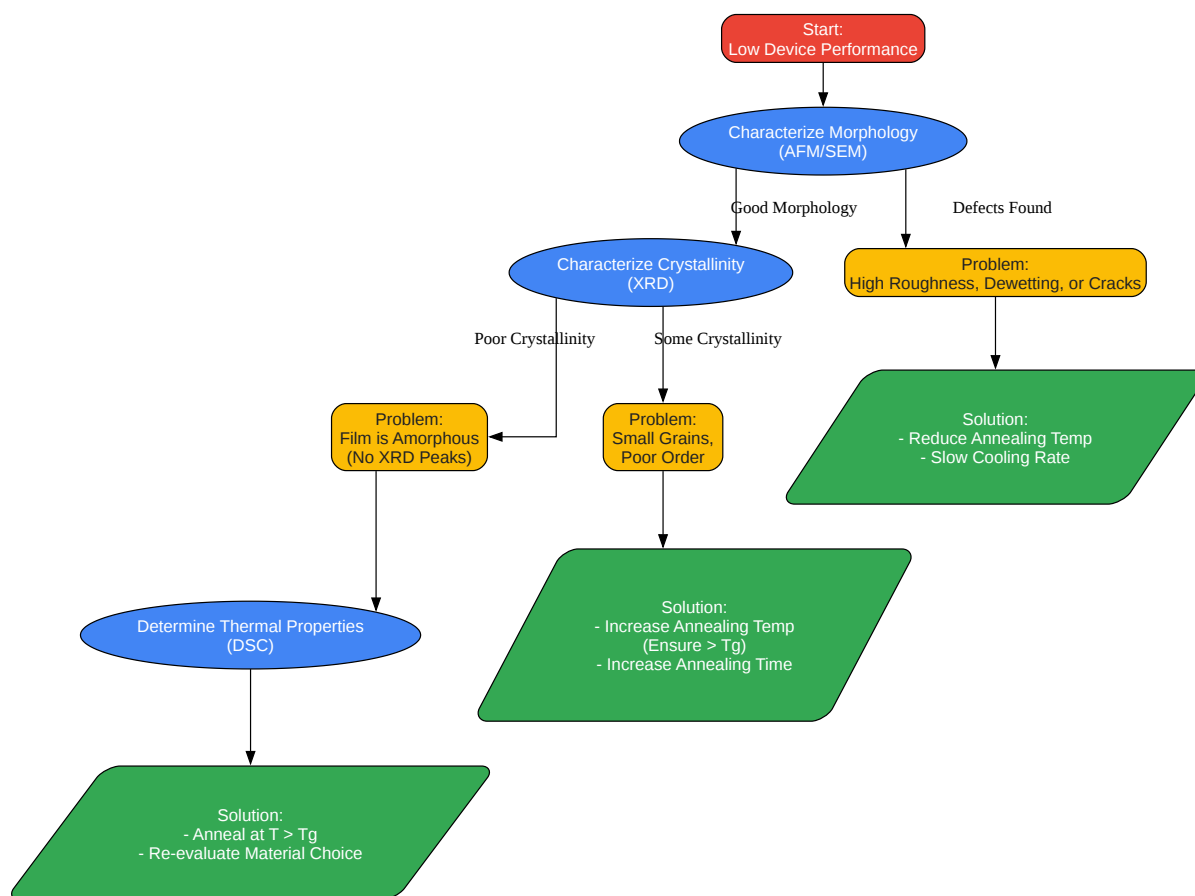 Start:
Low Device Performance
Characterize Morphology
(AFM/SEM)
Good Morphology
Defects Found
Characterize Crystallinity
(XRD)
Problem:
High Roughness, Dewetting, or Cracks
Poor Crystallinity
Some Crystallinity
Problem:
Film is Amorphous
(No XRD Peaks)
Problem:
Small Grains,
Poor Order
Solution:
- Reduce Annealing Temp
- Slow Cooling Rate
Determine Thermal Properties
(DSC)
Solution:
- Increase Annealing Temp
(Ensure > Tg)
- Increase Annealing Time
Solution:
- Anneal at T > Tg
- Re-evaluate Material Choice